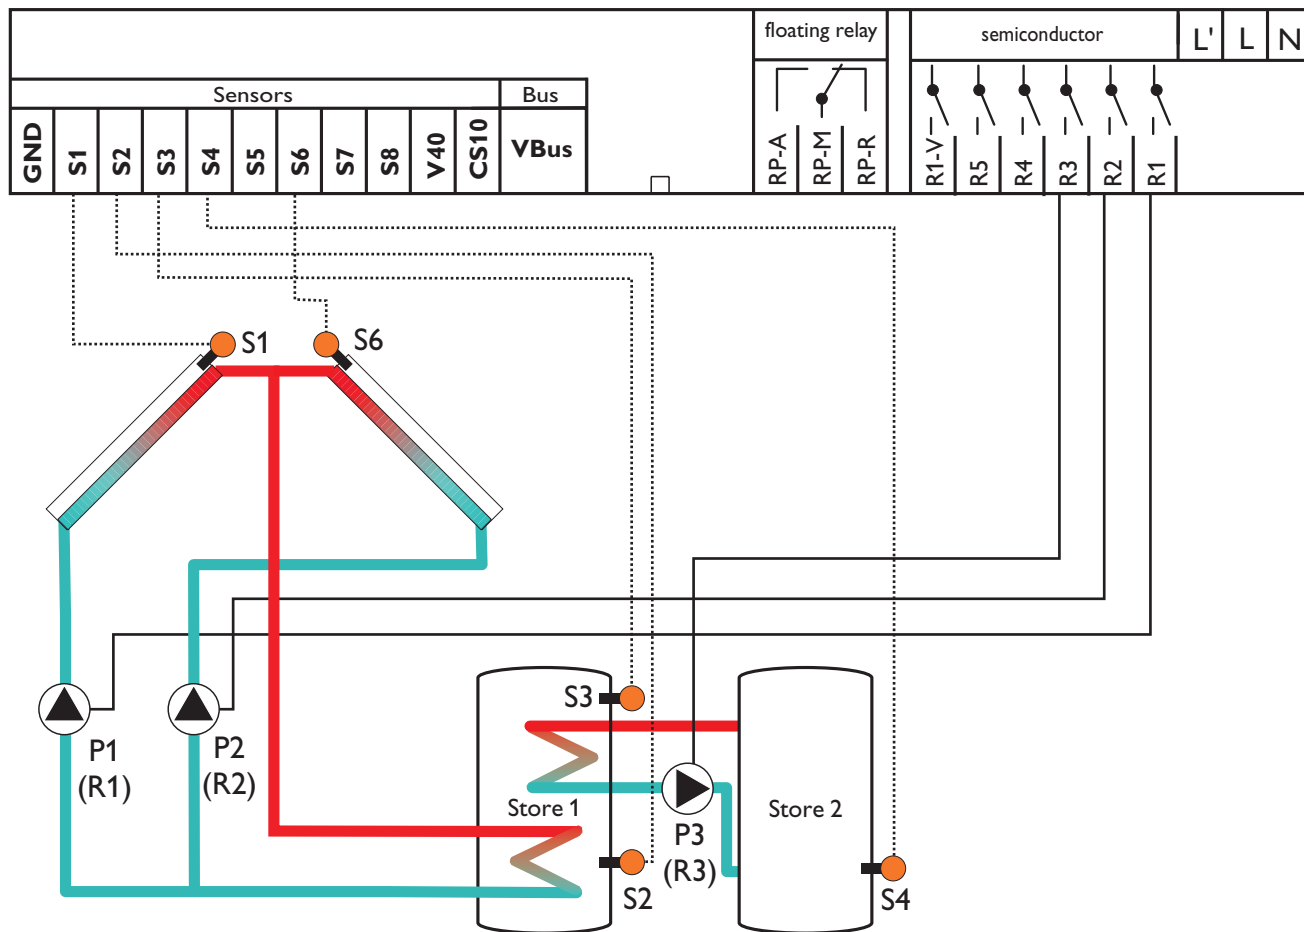 floating relay
semiconductor
L' L N
Sensors
Bus
GND S1 S2 S3 S4 S5 S6 S7 S8 V40 CS10 VBus
RP-A RP-M RP-R
R1-V R5 R4 R3 R2 R1
S1 S6
S3
P1
(R1)
P2
(R2)
Store 1
Store 2
P3
(R3)
S2
S4